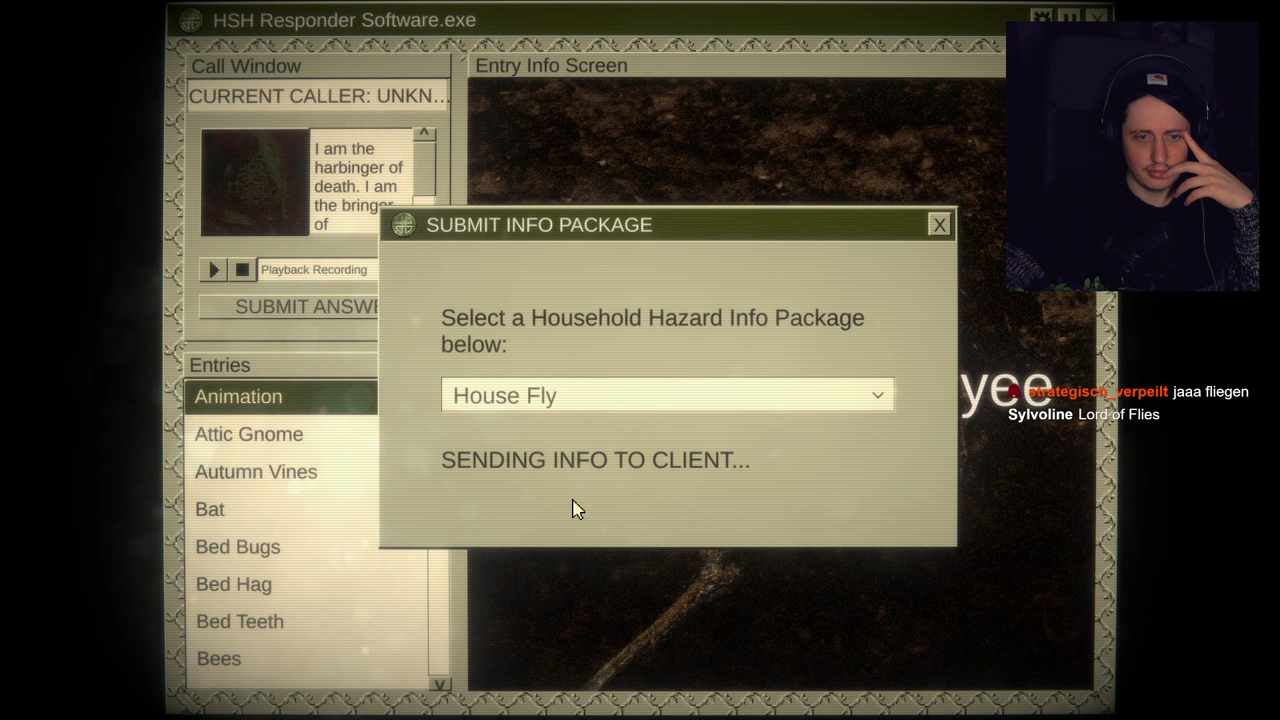 HSH Responder Software.exe
Call Window
Entry Info Screen
CURRENT CALLER: UNKN...
I am the
harbinger of
death. I am
the bringer
of
SUBMIT INFO PACKAGE
X
Playback Recording
SUBMIT ANSWE
Select a Household Hazard Info Package
below:
House Fly
SENDING INFO TO CLIENT...
Entries
Animation
Attic Gnome
Autumn Vines
Bat
Bed Bugs
Bed Hag
Bed Teeth
Bees
yee
strategisch_verpeilt jaaa fliegen
Sylvoline Lord of Flies